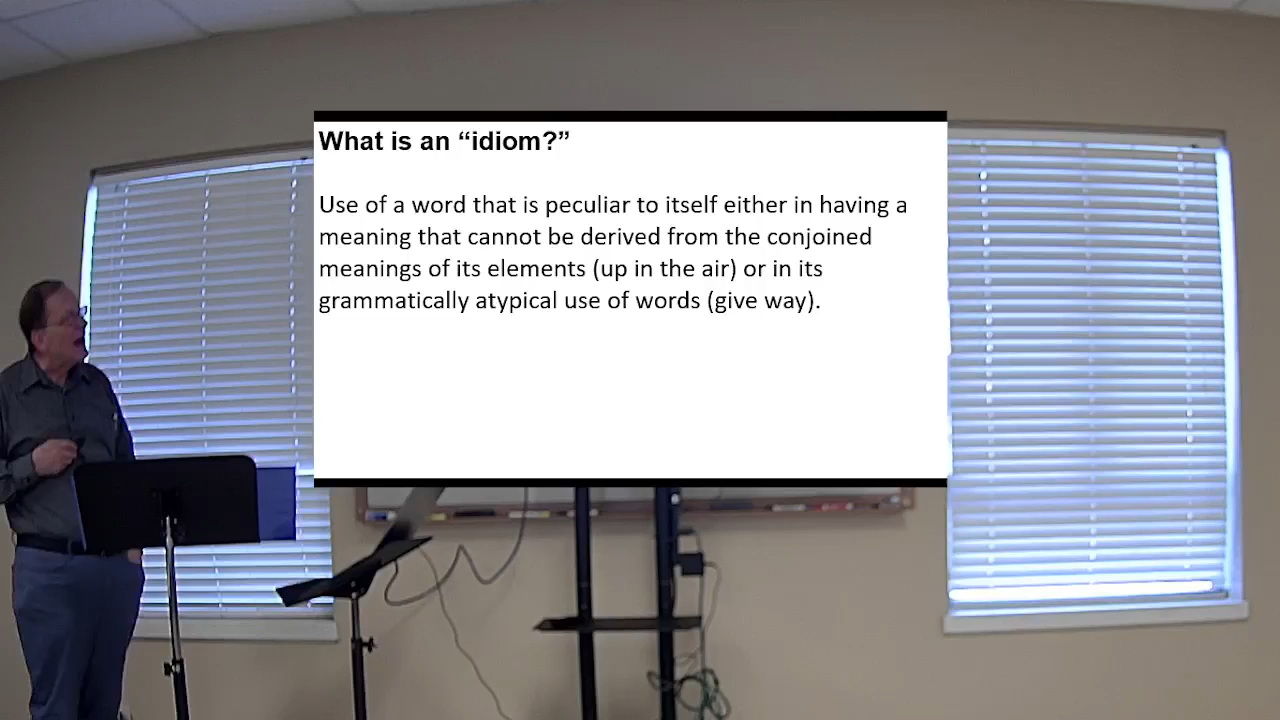 What is an “idiom?”
Use of a word that is peculiar to itself either in having a
meaning that cannot be derived from the conjoined
meanings of its elements (up in the air) or in its
grammatically atypical use of words (give way).